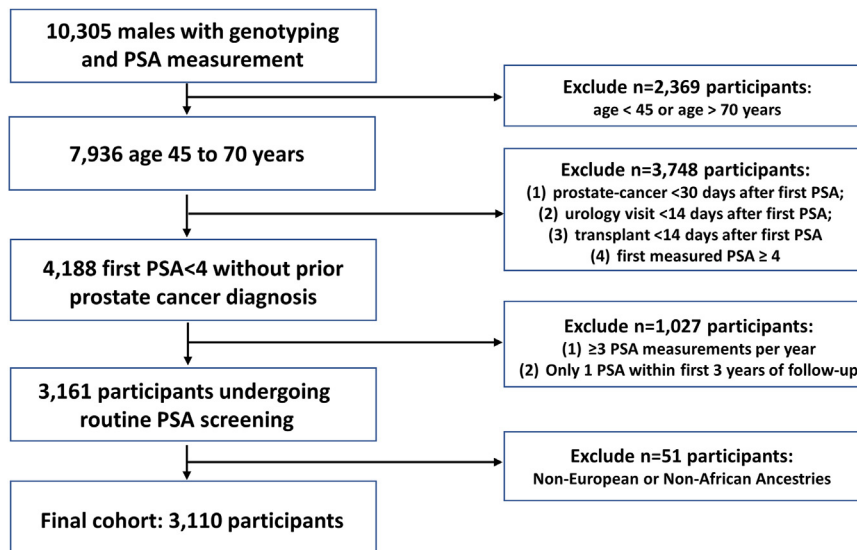 10,305 males with genotyping
and PSA measurement
Exclude n=2,369 participants:
age < 45 or age > 70 years
7,936 age 45 to 70 years
Exclude n=3,748 participants:
(1) prostate-cancer <30 days after first PSA;
(2) urology visit <14 days after first PSA;
(3) transplant <14 days after first PSA
(4) first measured PSA ≥ 4
4,188 first PSA<4 without prior
prostate cancer diagnosis
Exclude n=1,027 participants:
(1) ≥3 PSA measurements per year
(2) Only 1 PSA within first 3 years of follow-up
3,161 participants undergoing
routine PSA screening
Exclude n=51 participants:
Non-European or Non-African Ancestries
Final cohort: 3,110 participants